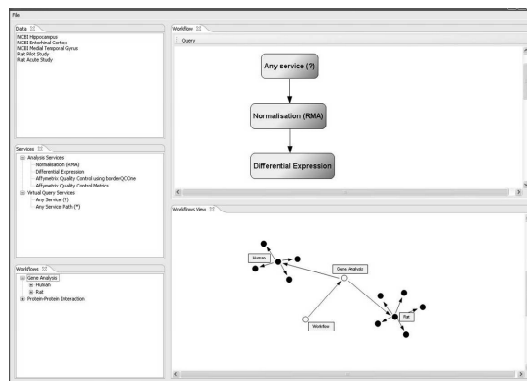 File
Data
NCBI Hippocampus
NCBI Entorhinal Cortex
NCBI Medial Temporal Gyrus
Rat Pilot Study
Rat Acute Study
Services
Analysis Services
Normalisation (RMA)
Differential Expression
Affymetrix Quality Control using borderQCOne
Affymetrix Quality Control Metrics
Virtual Query Services
Any Service (?)
Any Service Path (*)
Workflows
Gene Analysis
Human
Rat
Protein-Protein Interaction
Workflow
Query
Any service (?)
Normalisation (RMA)
Differential Expression
Workflows View
Human
Gene Analysis
Rat
Workflow